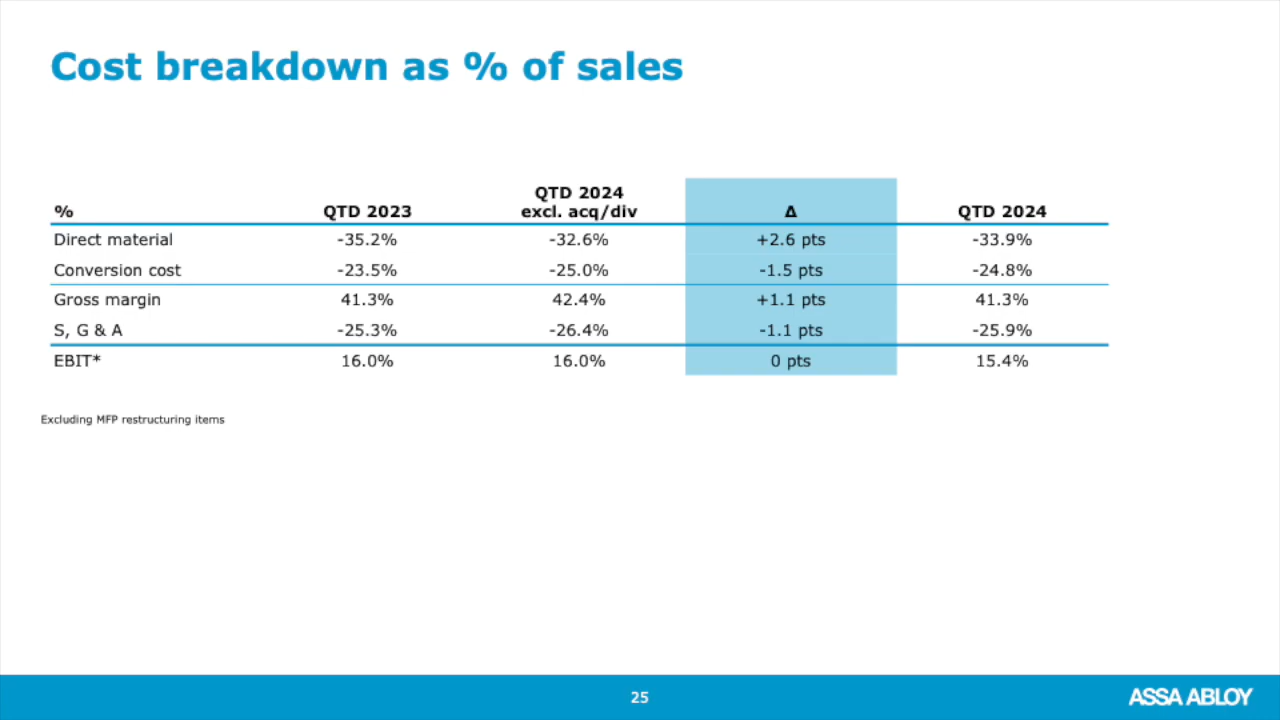 Cost breakdown as % of sales
% QTD 2023 QTD 2024 excl. acq/div Δ QTD 2024
Direct material -35.2% -32.6% +2.6 pts -33.9%
Conversion cost -23.5% -25.0% -1.5 pts -24.8%
Gross margin 41.3% 42.4% +1.1 pts 41.3%
S, G & A -25.3% -26.4% -1.1 pts -25.9%
EBIT* 16.0% 16.0% 0 pts 15.4%
Excluding MFP restructuring items
25
ASSA ABLOY